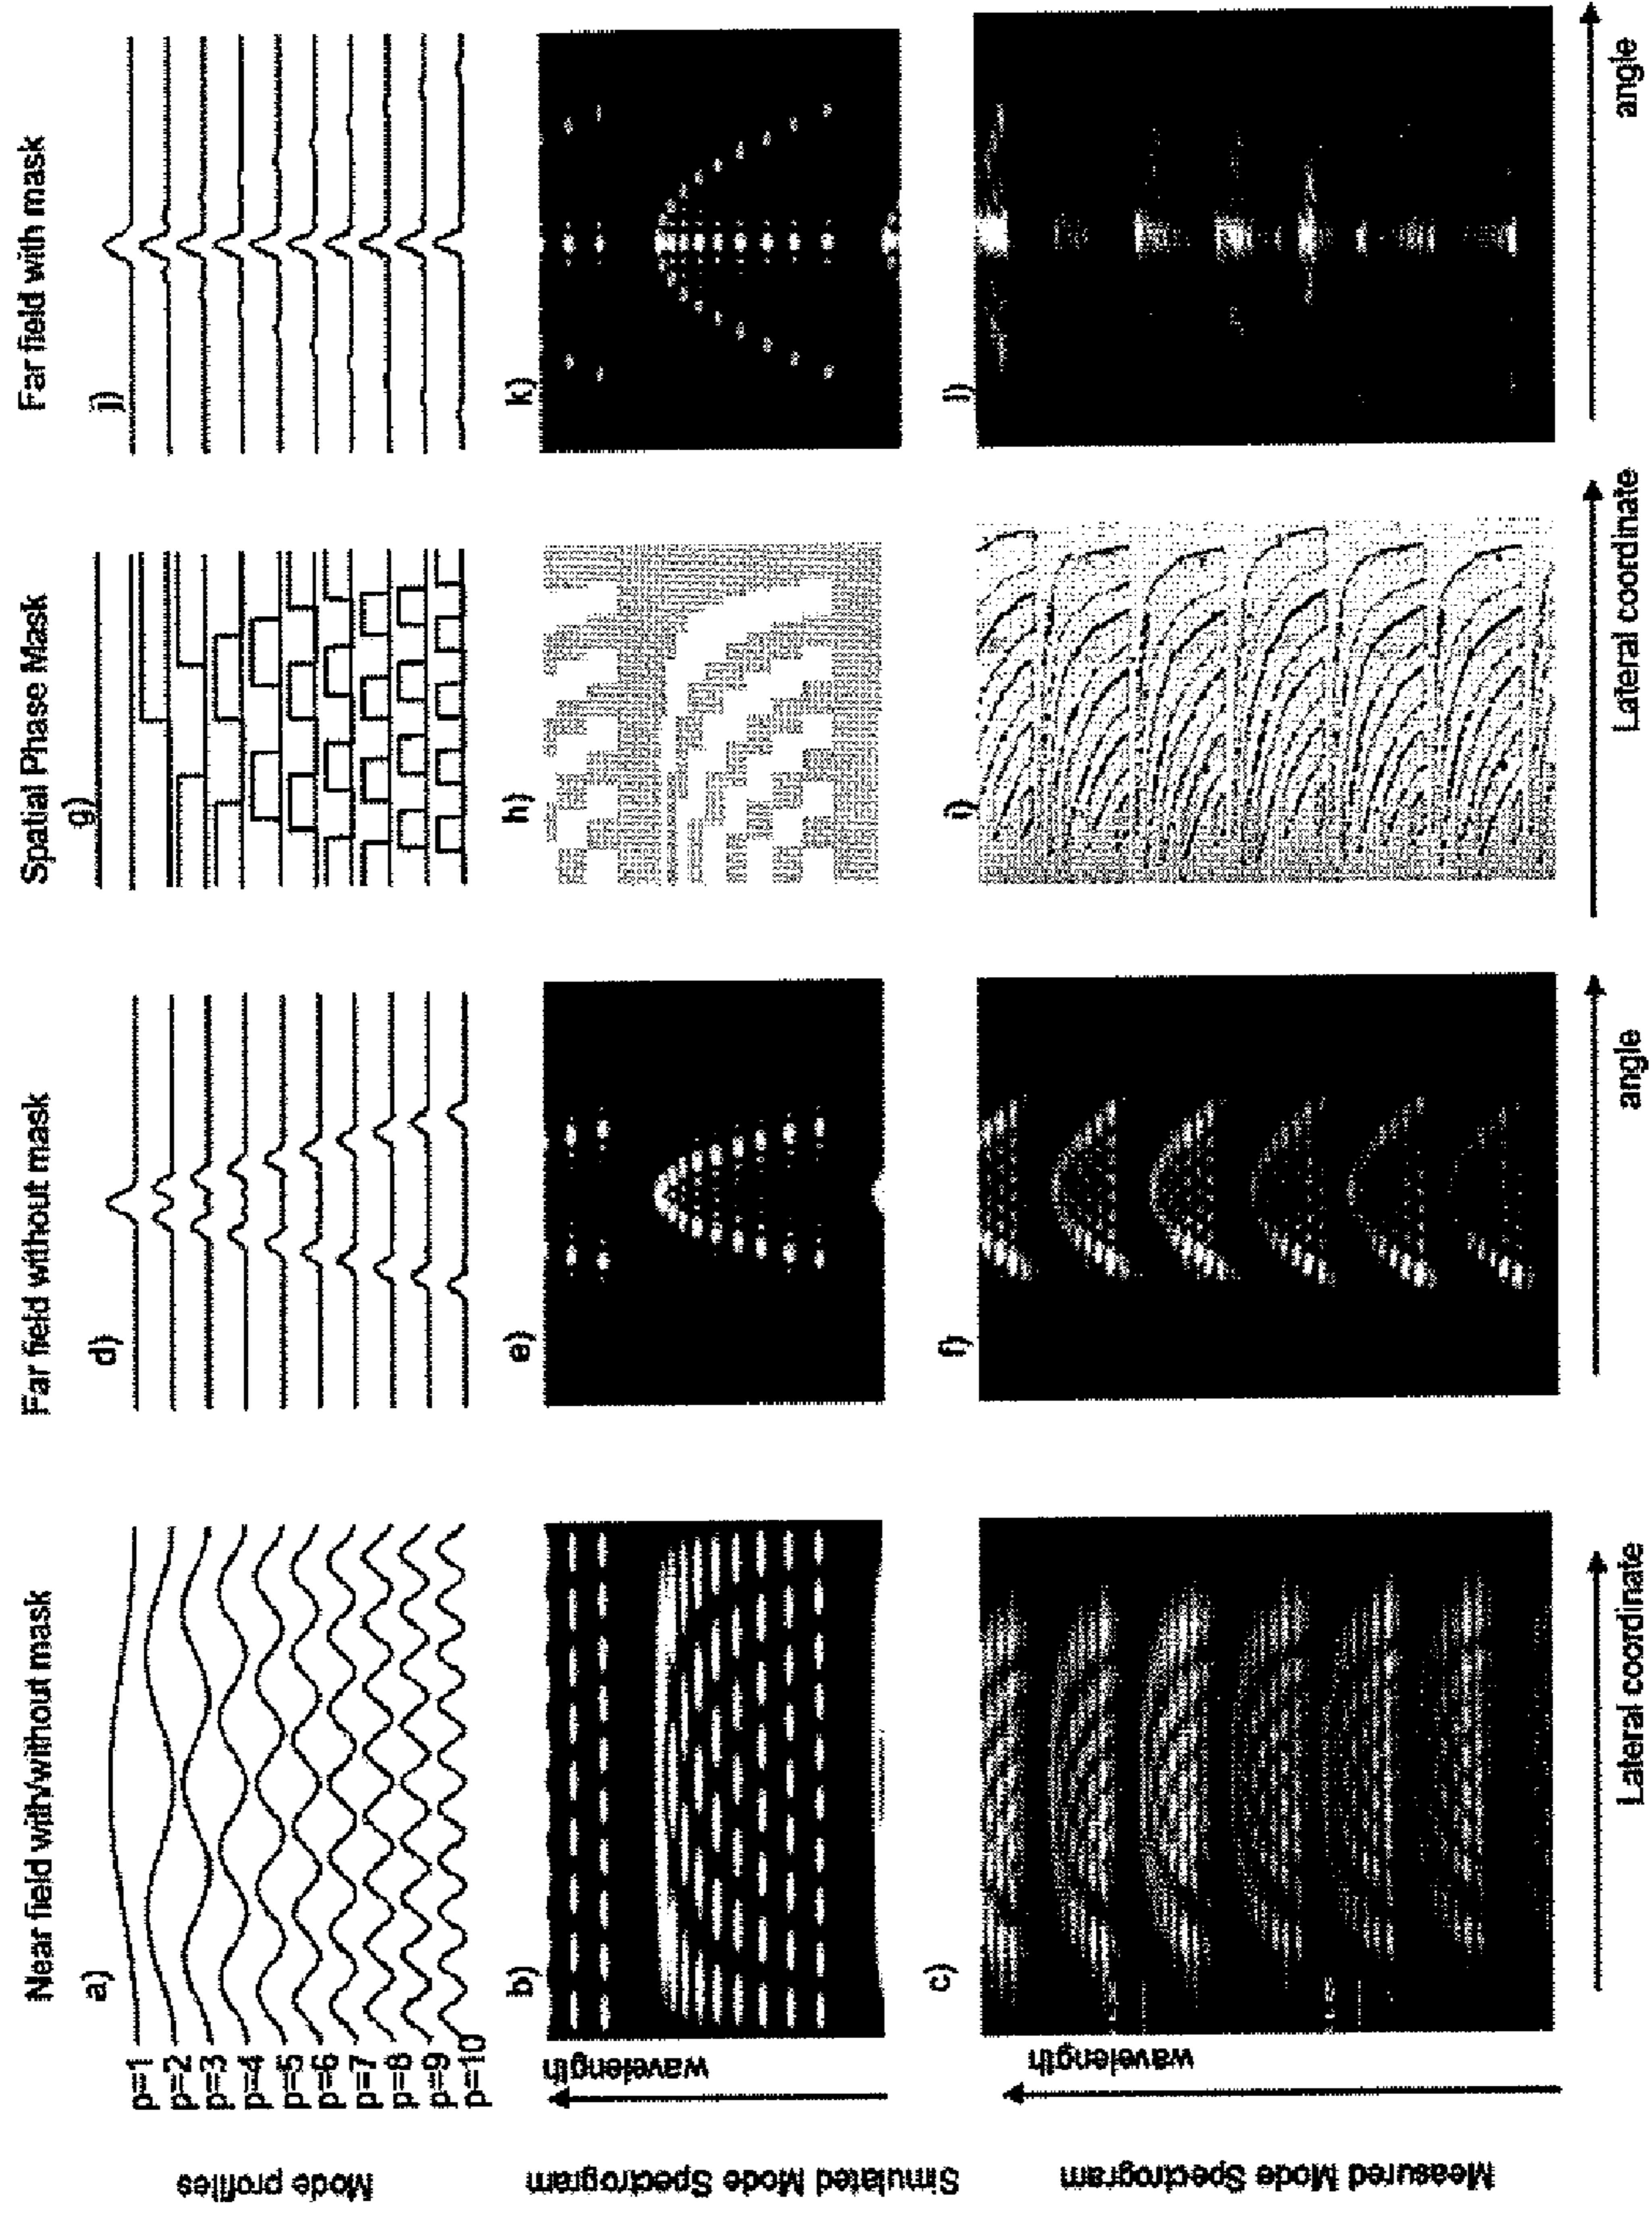 Near field with/without mask
Far field without mask
Spatial Phase Mask
Far field with mask
Mode profiles
a)
p=1
p=2
p=3
p=4
p=5
p=6
p=7
p=8
p=9
p=10
d)
g)
j)
Simulated Mode Spectrogram
wavelength
b)
e)
h)
k)
Measured Mode Spectrogram
wavelength
c)
f)
i)
l)
Lateral coordinate
angle
Lateral coordinate
angle